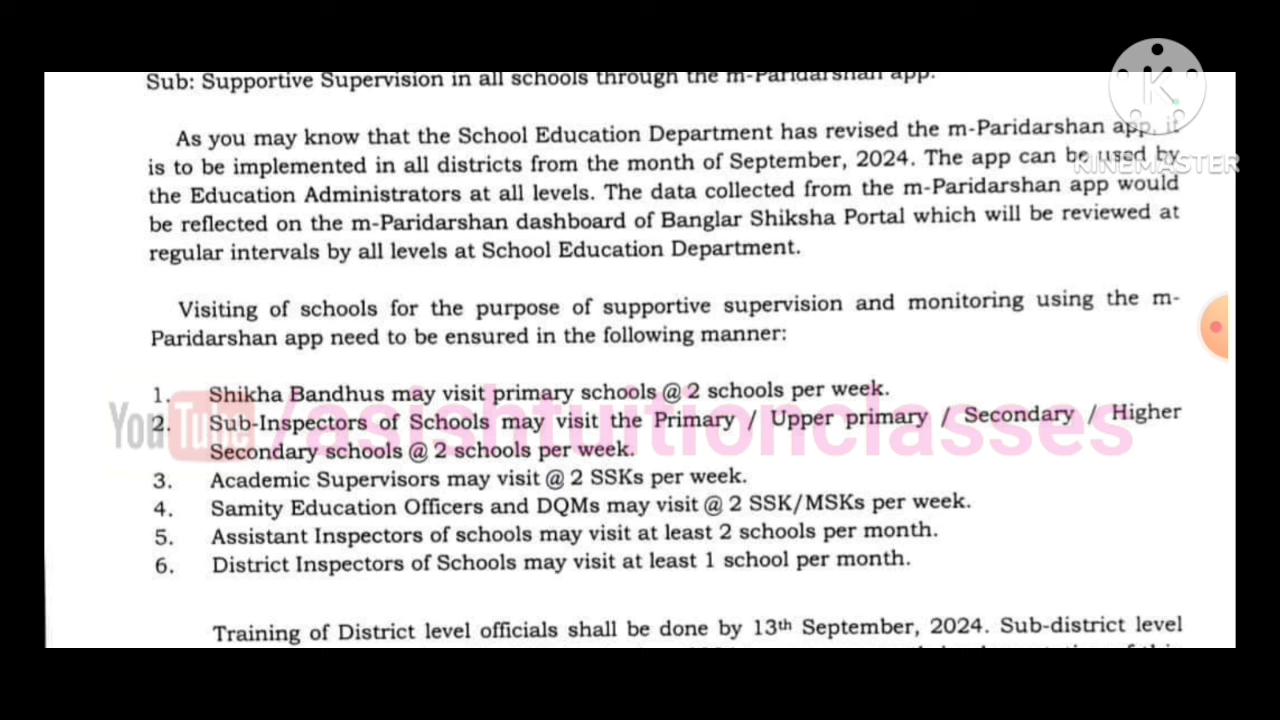 Sub: Supportive Supervision in all schools through the m-Paridarshan app.
As you may know that the School Education Department has revised the m-Paridarshan app, it
is to be implemented in all districts from the month of September, 2024. The app can be used by
the Education Administrators at all levels. The data collected from the m-Paridarshan app would
be reflected on the m-Paridarshan dashboard of Banglar Shiksha Portal which will be reviewed at
regular intervals by all levels at School Education Department.
Visiting of schools for the purpose of supportive supervision and monitoring using the m-
Paridarshan app need to be ensured in the following manner:
1. Shikha Bandhus may visit primary schools @ 2 schools per week.
2. Sub-Inspectors of Schools may visit the Primary / Upper primary / Secondary / Higher
Secondary schools @ 2 schools per week.
3. Academic Supervisors may visit @ 2 SSKs per week.
4. Samity Education Officers and DQMs may visit @ 2 SSK/MSKs per week.
5. Assistant Inspectors of schools may visit at least 2 schools per month.
6. District Inspectors of Schools may visit at least 1 school per month.
Training of District level officials shall be done by 13th September, 2024. Sub-district level
K
KINEMASTER
YouTube /asishtuitionclasses